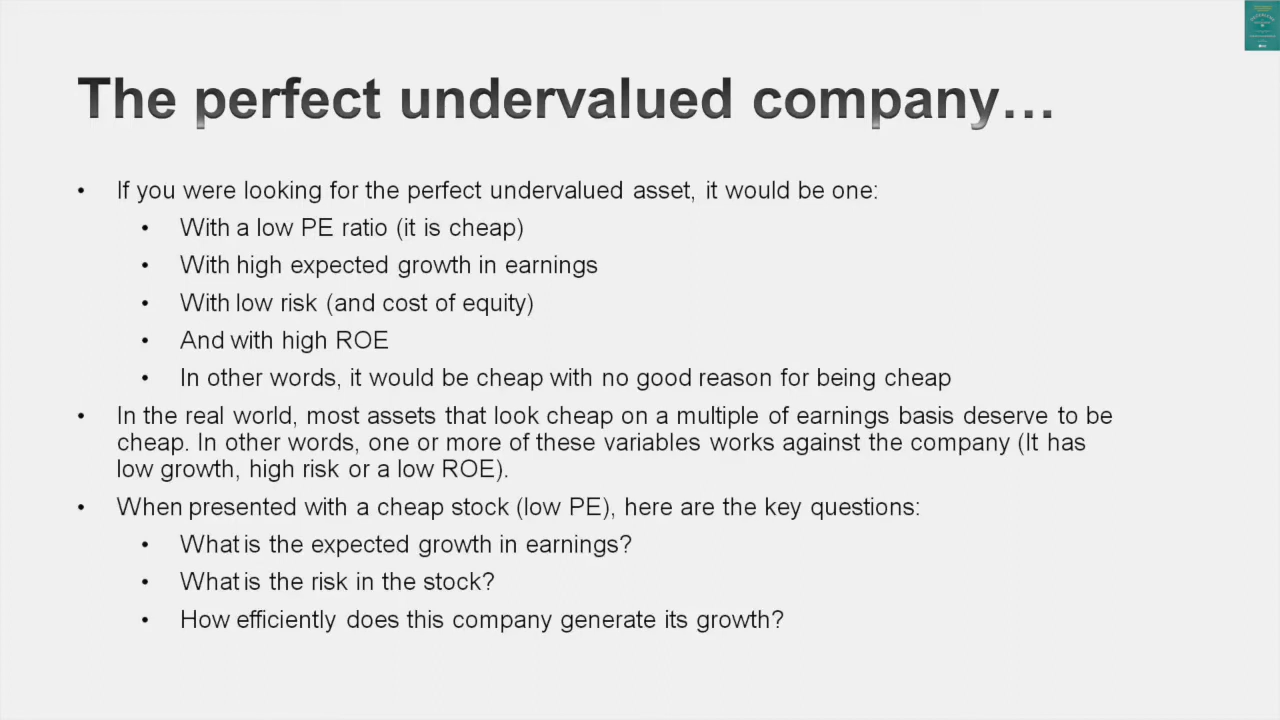 The perfect undervalued company…
• If you were looking for the perfect undervalued asset, it would be one:
• With a low PE ratio (it is cheap)
• With high expected growth in earnings
• With low risk (and cost of equity)
• And with high ROE
• In other words, it would be cheap with no good reason for being cheap
• In the real world, most assets that look cheap on a multiple of earnings basis deserve to be
cheap. In other words, one or more of these variables works against the company (It has
low growth, high risk or a low ROE).
• When presented with a cheap stock (low PE), here are the key questions:
• What is the expected growth in earnings?
• What is the risk in the stock?
• How efficiently does this company generate its growth?